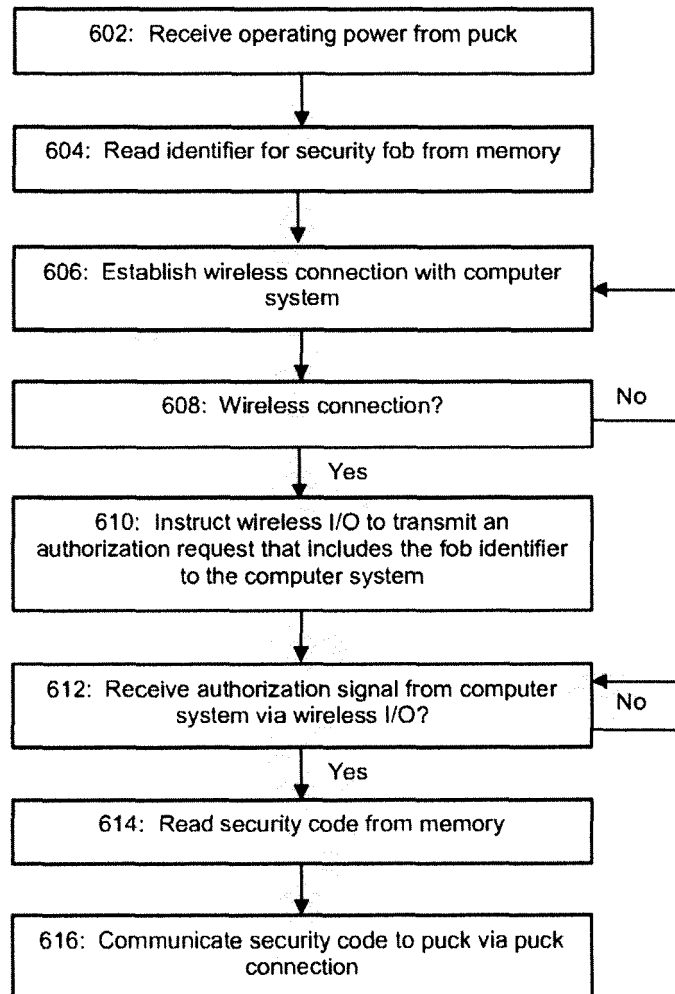 602: Receive operating power from puck
604: Read identifier for security fob from memory
606: Establish wireless connection with computer
system
608: Wireless connection?
No
Yes
610: Instruct wireless I/O to transmit an
authorization request that includes the fob identifier
to the computer system
612: Receive authorization signal from computer
system via wireless I/O?
No
Yes
614: Read security code from memory
616: Communicate security code to puck via puck
connection